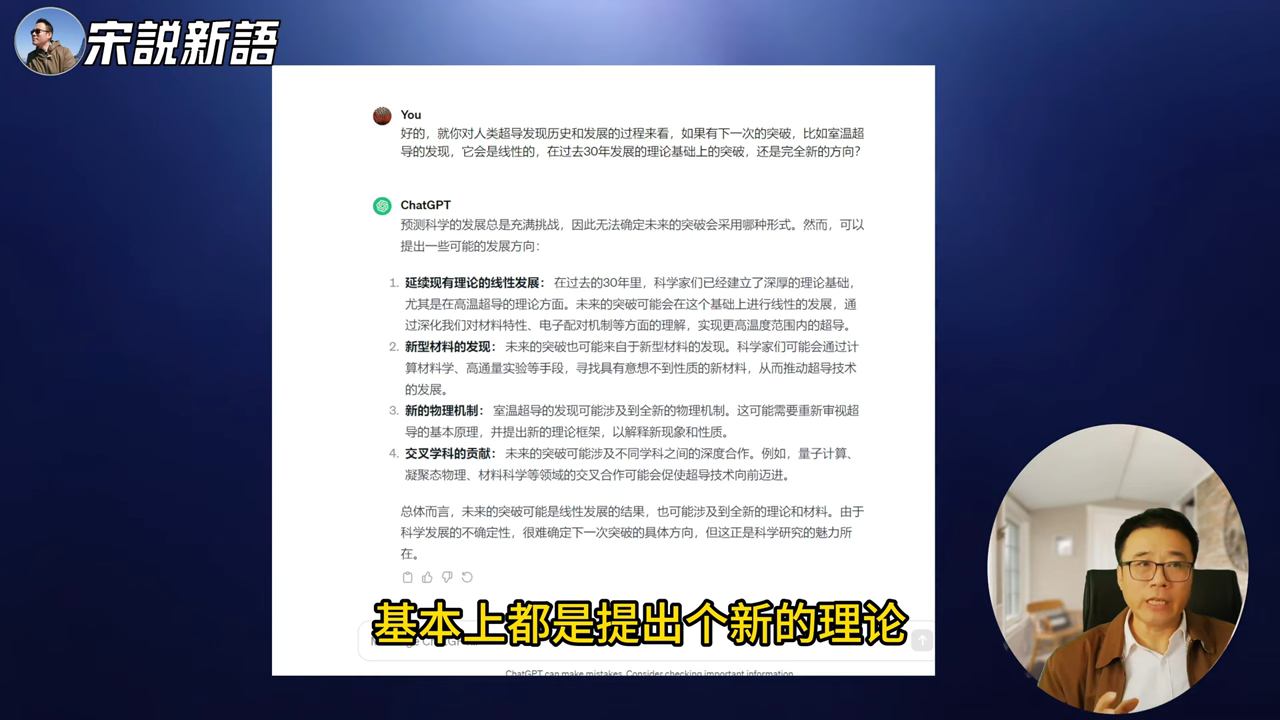 宋説新語
You
好的，就你对人类超导发现历史和发展的过程来看，如果有下一次的突破，比如室温超
导的发现，它会是线性的，在过去30年发展的理论基础上的突破，还是完全新的方向？
ChatGPT
预测科学的发展总是充满挑战，因此无法确定未来的突破会采用哪种形式。然而，可以
提出一些可能的发展方向：
1. 延续现有理论的线性发展： 在过去的30年里，科学家们已经建立了深厚的理论基础，
尤其是在高温超导的理论方面。未来的突破可能会在这个基础上进行线性的发展，通
过深化我们对材料特性、电子配对机制等方面的理解，实现更高温度范围内的超导。
2. 新型材料的发现： 未来的突破也可能来自于新型材料的发现。科学家们可能会通过计
算材料学、高通量实验等手段，寻找具有意想不到性质的新材料，从而推动超导技术
的发展。
3. 新的物理机制： 室温超导的发现可能涉及到全新的物理机制。这可能需要重新审视超
导的基本原理，并提出新的理论框架，以解释新现象和性质。
4. 交叉学科的贡献： 未来的突破可能涉及不同学科之间的深度合作。例如，量子计算、
凝聚态物理、材料科学等领域的交叉合作可能会促使超导技术向前迈进。
总体而言，未来的突破可能是线性发展的结果，也可能涉及到全新的理论和材料。由于
科学发展的不确定性，很难确定下一次突破的具体方向，但这正是科学研究的魅力所
在。
基本上都是提出个新的理论
ChatGPT can make mistakes. Consider checking important information.